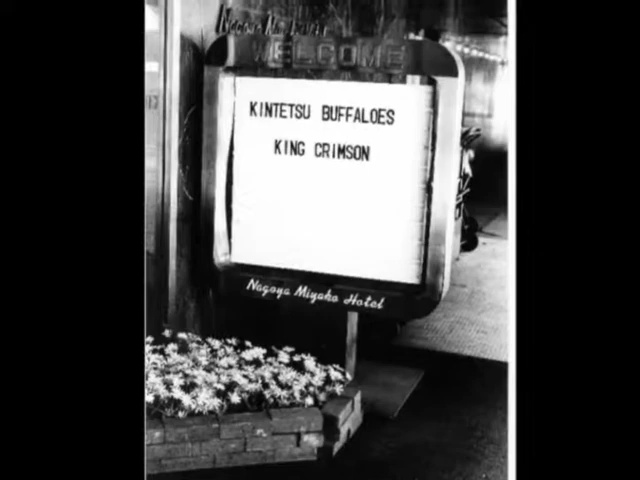 WELCOME
KINTETSU BUFFALOES
KING CRIMSON
Nagoya Miyako Hotel